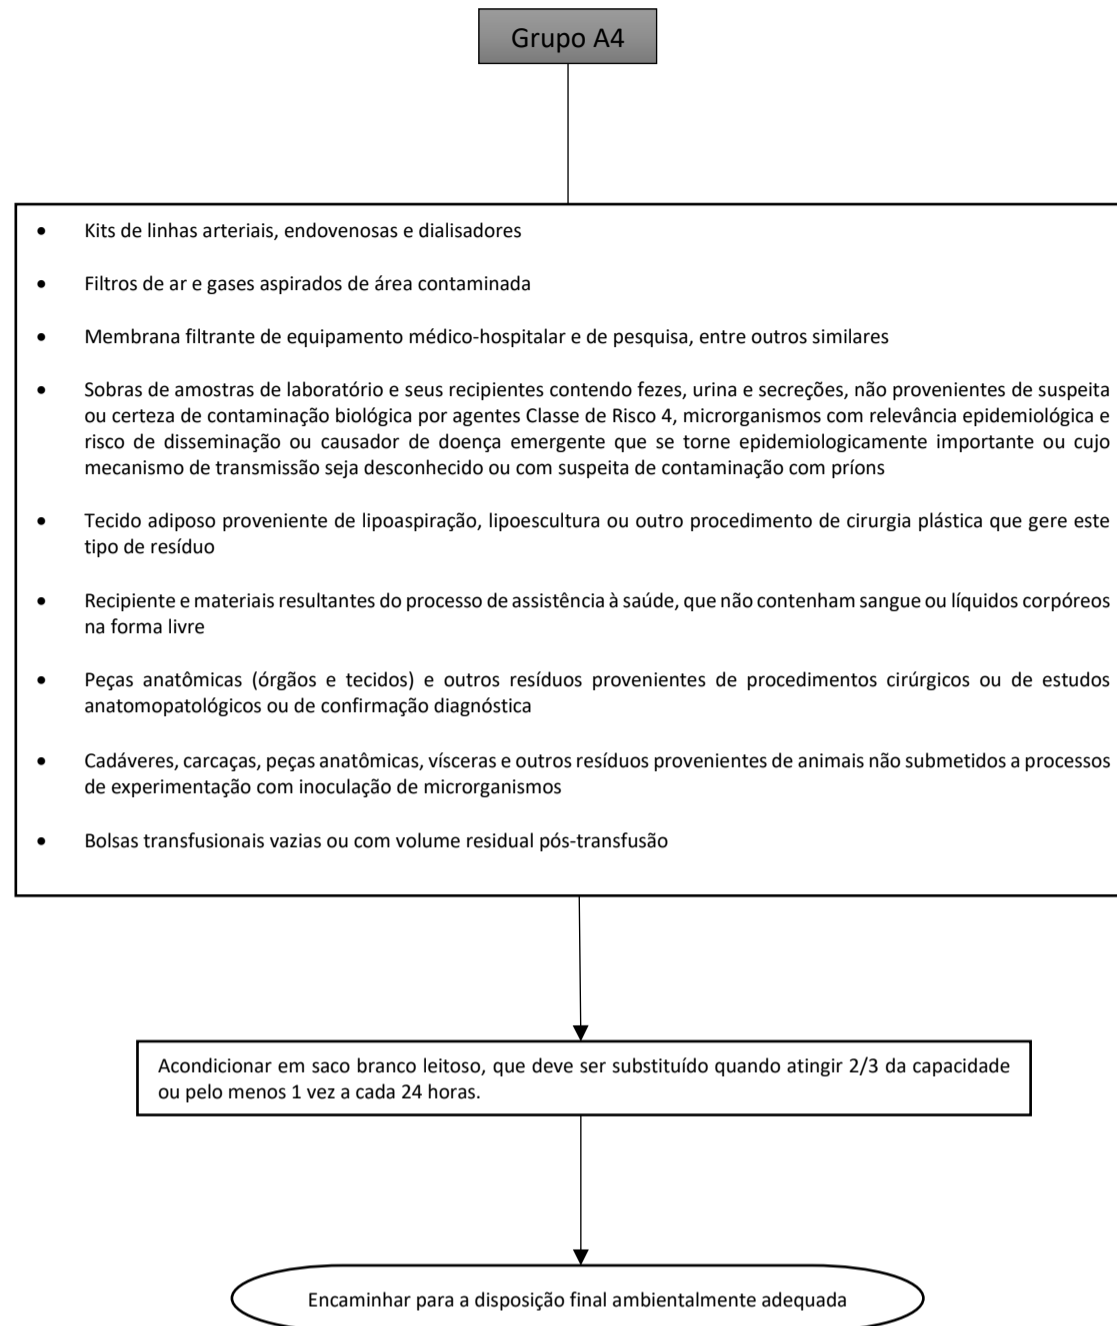 Grupo A4
• Kits de linhas arteriais, endovenosas e dialisadores
• Filtros de ar e gases aspirados de área contaminada
• Membrana filtrante de equipamento médico-hospitalar e de pesquisa, entre outros similares
• Sobras de amostras de laboratório e seus recipientes contendo fezes, urina e secreções, não provenientes de suspeita
ou certeza de contaminação biológica por agentes Classe de Risco 4, microrganismos com relevância epidemiológica e
risco de disseminação ou causador de doença emergente que se torne epidemiologicamente importante ou cujo
mecanismo de transmissão seja desconhecido ou com suspeita de contaminação com príons
• Tecido adiposo proveniente de lipoaspiração, lipoescultura ou outro procedimento de cirurgia plástica que gere este
tipo de resíduo
• Recipiente e materiais resultantes do processo de assistência à saúde, que não contenham sangue ou líquidos corpóreos
na forma livre
• Peças anatômicas (órgãos e tecidos) e outros resíduos provenientes de procedimentos cirúrgicos ou de estudos
anatomopatológicos ou de confirmação diagnóstica
• Cadáveres, carcaças, peças anatômicas, vísceras e outros resíduos provenientes de animais não submetidos a processos
de experimentação com inoculação de microrganismos
• Bolsas transfusionais vazias ou com volume residual pós-transfusão
Acondicionar em saco branco leitoso, que deve ser substituído quando atingir 2/3 da capacidade
ou pelo menos 1 vez a cada 24 horas.
Encaminhar para a disposição final ambientalmente adequada